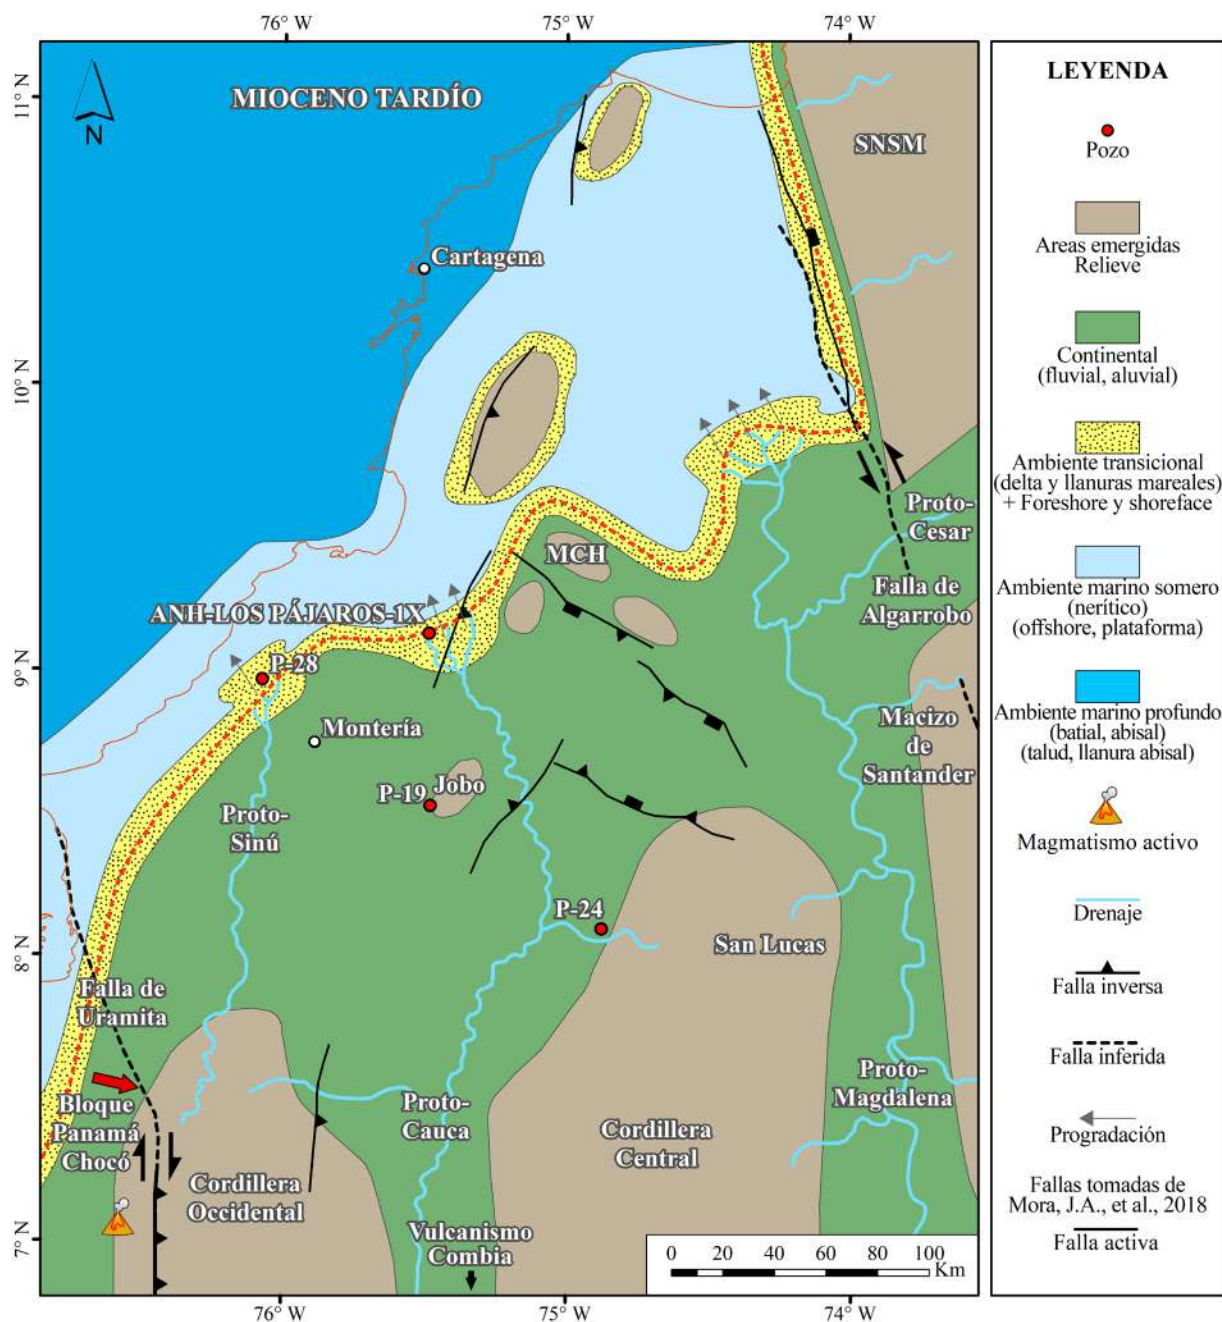 76° W
75° W
74° W
11° N
10° N
9° N
8° N
7° N
N
MIOCENO TARDÍO
SNSM
Cartagena
Proto-
Cesar
MCH
Falla de
Algarrobo
ANH-LOS PÁJAROS-1X
P-28
Montería
Macizo
de
Santander
P-19
Jobo
Proto-
Sinú
P-24
San Lucas
Falla de
Uramita
Bloque
Panamá
Chocó
Proto-
Cauca
Proto-
Magdalena
Cordillera
Central
Cordillera
Occidental
Vulcanismo
Combia
0 20 40 60 80 100
Km
76° W
75° W
74° W
LEYENDA
Pozo
Areas emergidas
Relieve
Continental
(fluvial, aluvial)
Ambiente transicional
(delta y llanuras mareales)
+ Foreshore y shoreface
Ambiente marino somero
(nerítico)
(offshore, plataforma)
Ambiente marino profundo
(batial, abisal)
(talud, llanura abisal)
Magmatismo activo
Drenaje
Falla inversa
Falla inferida
Progradación
Fallas tomadas de
Mora, J.A., et al., 2018
Falla activa